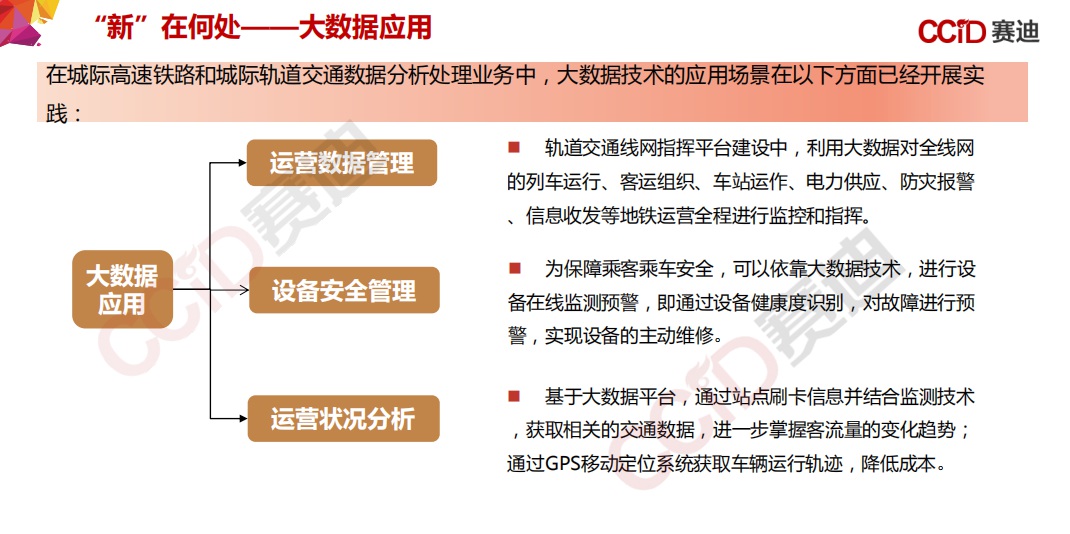 “新”在何处——大数据应用
CCID赛迪
在城际高速铁路和城际轨道交通数据分析处理业务中，大数据技术的应用场景在以下方面已经开展实
践：
大数据
应用
运营数据管理
轨道交通线网指挥平台建设中，利用大数据对全线网
的列车运行、客运组织、车站运作、电力供应、防灾报警
、信息收发等地铁运营全程进行监控和指挥。
设备安全管理
为保障乘客乘车安全，可以依靠大数据技术，进行设
备在线监测预警，即通过设备健康度识别，对故障进行预
警，实现设备的主动维修。
运营状况分析
基于大数据平台，通过站点刷卡信息并结合监测技术
，获取相关的交通数据，进一步掌握客流量的变化趋势；
通过GPS移动定位系统获取车辆运行轨迹，降低成本。
CCID赛迪
CCID赛迪